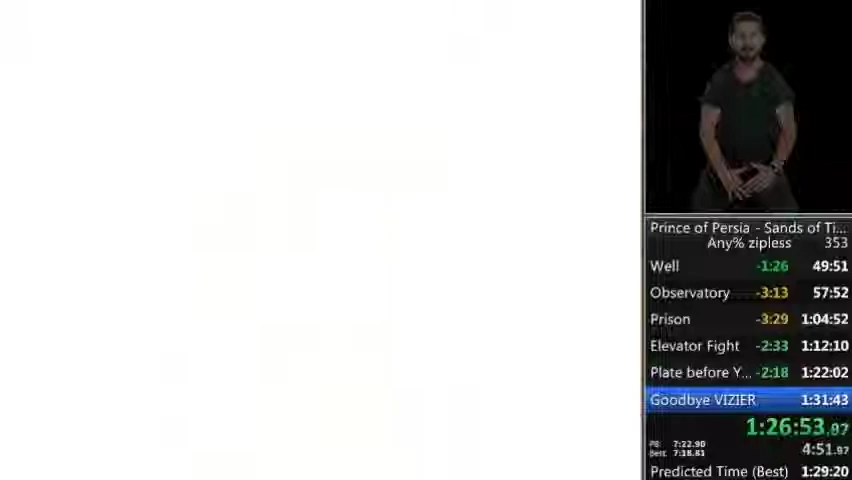 Prince of Persia - Sands of Ti...
Any% zipless 353
Well -1:26 49:51
Observatory -3:13 57:52
Prison -3:29 1:04:52
Elevator Fight -2:33 1:12:10
Plate before Y... -2:18 1:22:02
Goodbye VIZIER 1:31:43
1:26:53.97
PB: 7:22.90
Best: 7:18.81
4:51.97
Predicted Time (Best) 1:29:20